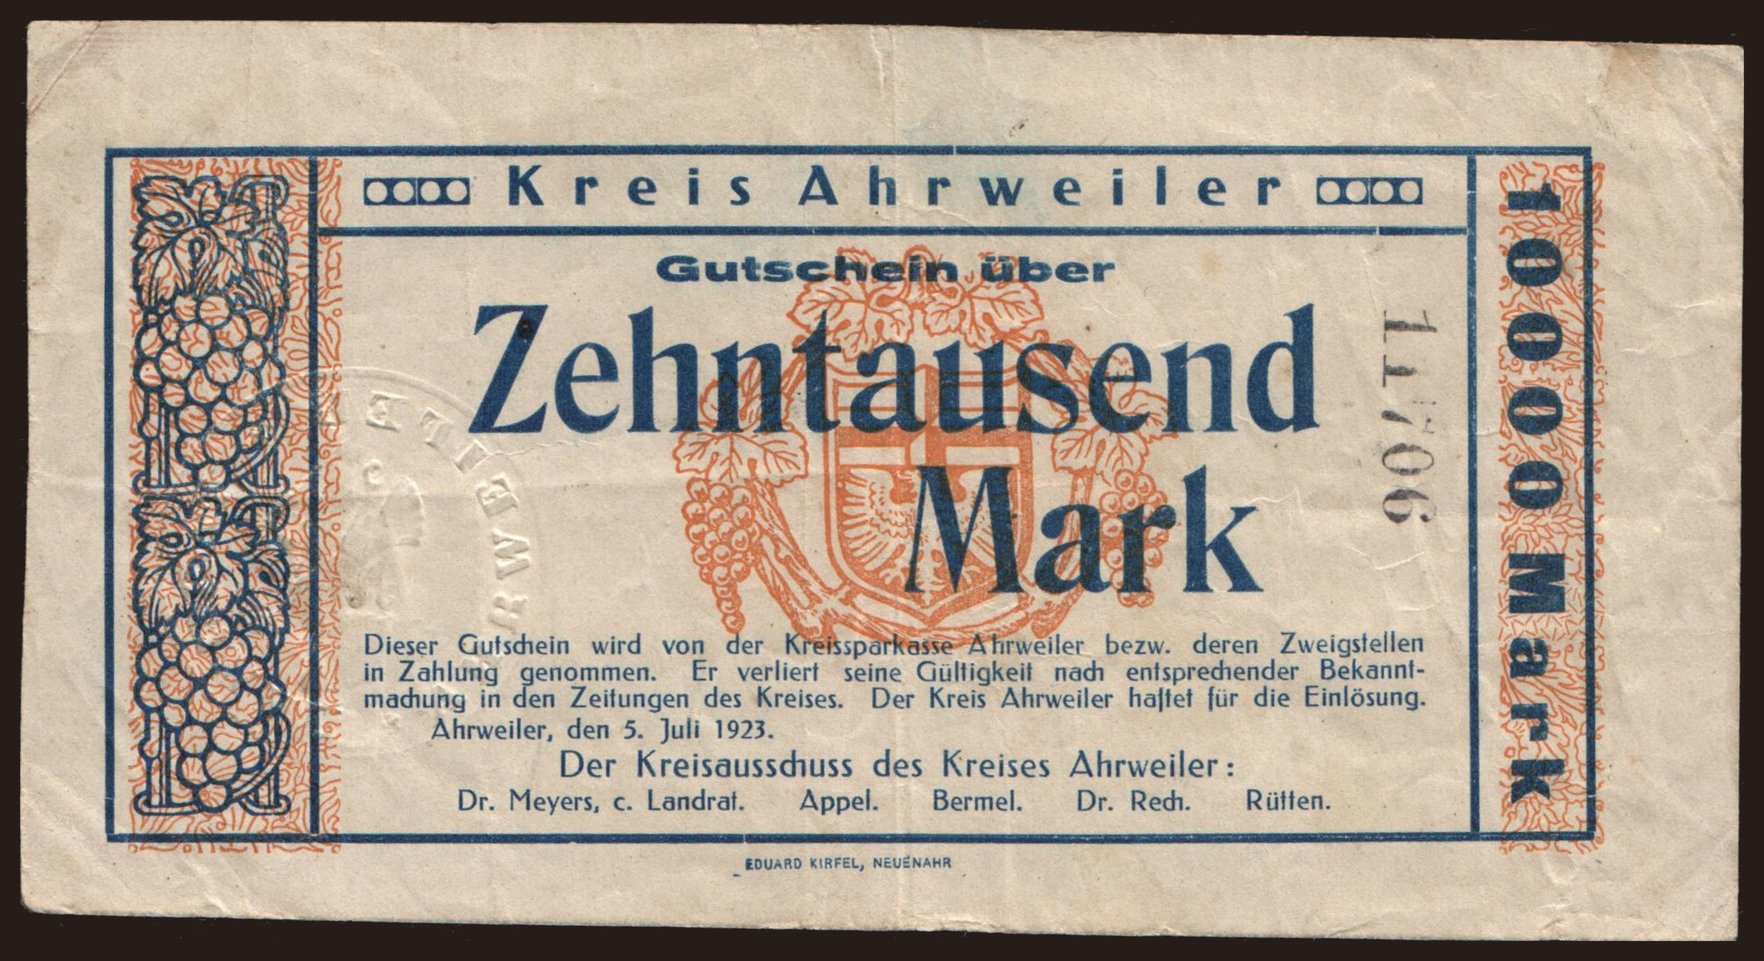 Kreis Ahrweiler
Gutschein über
Zehntausend
Mark
Dieser Gutschein wird von der Kreissparkasse Ahrweiler bezw. deren Zweigstellen
in Zahlung genommen. Er verliert seine Gültigkeit nach entsprechender Bekannt-
machung in den Zeitungen des Kreises. Der Kreis Ahrweiler haftet für die Einlösung.
Ahrweiler, den 5. Juli 1923.
Der Kreisausschuss des Kreises Ahrweiler:
Dr. Meyers, c. Landrat. Appel. Bermel. Dr. Rech. Rütten.
EDUARD KIRFEL, NEUENAHR
11706
10000 Mark